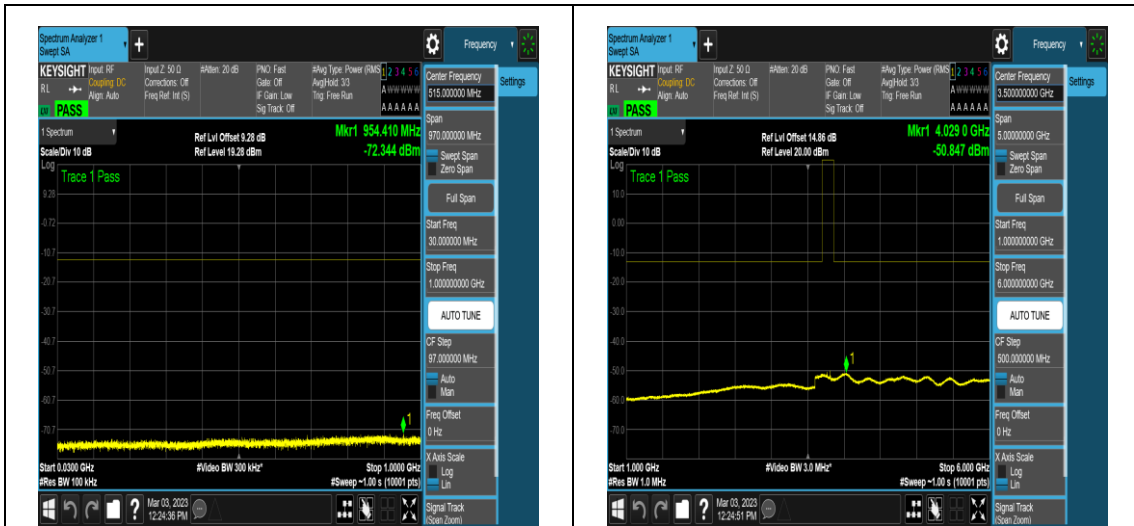 Spectrum Analyzer 1
Swept SA
Frequency
KEYSIGHT
RL
Input: RF
Coupling: DC
Align: Auto
Input Z: 50 Ω
Corrections: Off
Freq Ref: Int (S)
#Atten: 20 dB
PNO: Fast
Gate: Off
IF Gain: Low
Sig Track: Off
#Avg Type: Power (RMS
Avg|Hold: 3/3
Trig: Free Run
1 2 3 4 5 6
A W W W W W
A A A A A A
PASS
Center Frequency
515.000000 MHz
Settings
1 Spectrum
Ref Lvl Offset 9.28 dB
Mkr1 954.410 MHz
Scale/Div 10 dB
Ref Level 19.28 dBm
-72.344 dBm
Log
Trace 1 Pass
9.28
-0.72
-10.7
-20.7
-30.7
-40.7
-50.7
-60.7
-70.7
1
Start 0.0300 GHz
#Video BW 300 kHz*
Stop 1.0000 GHz
#Res BW 100 kHz
#Sweep ~1.00 s (10001 pts)
Span
970.000000 MHz
Swept Span
Zero Span
Full Span
Start Freq
30.000000 MHz
Stop Freq
1.000000000 GHz
AUTO TUNE
CF Step
97.000000 MHz
Auto
Man
Freq Offset
0 Hz
X Axis Scale
Log
Lin
Signal Track
(Span Zoom)
?
Mar 03, 2023
12:24:36 PM
Spectrum Analyzer 1
Swept SA
Frequency
KEYSIGHT
RL
Input: RF
Coupling: DC
Align: Auto
Input Z: 50 Ω
Corrections: Off
Freq Ref: Int (S)
#Atten: 20 dB
PNO: Fast
Gate: Off
IF Gain: Low
Sig Track: Off
#Avg Type: Power (RMS
Avg|Hold: 3/3
Trig: Free Run
1 2 3 4 5 6
A W W W W W
A A A A A A
PASS
Center Frequency
3.500000000 GHz
Settings
1 Spectrum
Ref Lvl Offset 14.86 dB
Mkr1 4.029 0 GHz
Scale/Div 10 dB
Ref Level 20.00 dBm
-50.847 dBm
Log
Trace 1 Pass
10.0
0.00
-10.0
-20.0
-30.0
-40.0
-50.0
-60.0
-70.0
1
Start 1.000 GHz
#Video BW 3.0 MHz*
Stop 6.000 GHz
#Res BW 1.0 MHz
#Sweep ~1.00 s (10001 pts)
Span
5.00000000 GHz
Swept Span
Zero Span
Full Span
Start Freq
1.000000000 GHz
Stop Freq
6.000000000 GHz
AUTO TUNE
CF Step
500.000000 MHz
Auto
Man
Freq Offset
0 Hz
X Axis Scale
Log
Lin
Signal Track
(Span Zoom)
?
Mar 03, 2023
12:24:51 PM